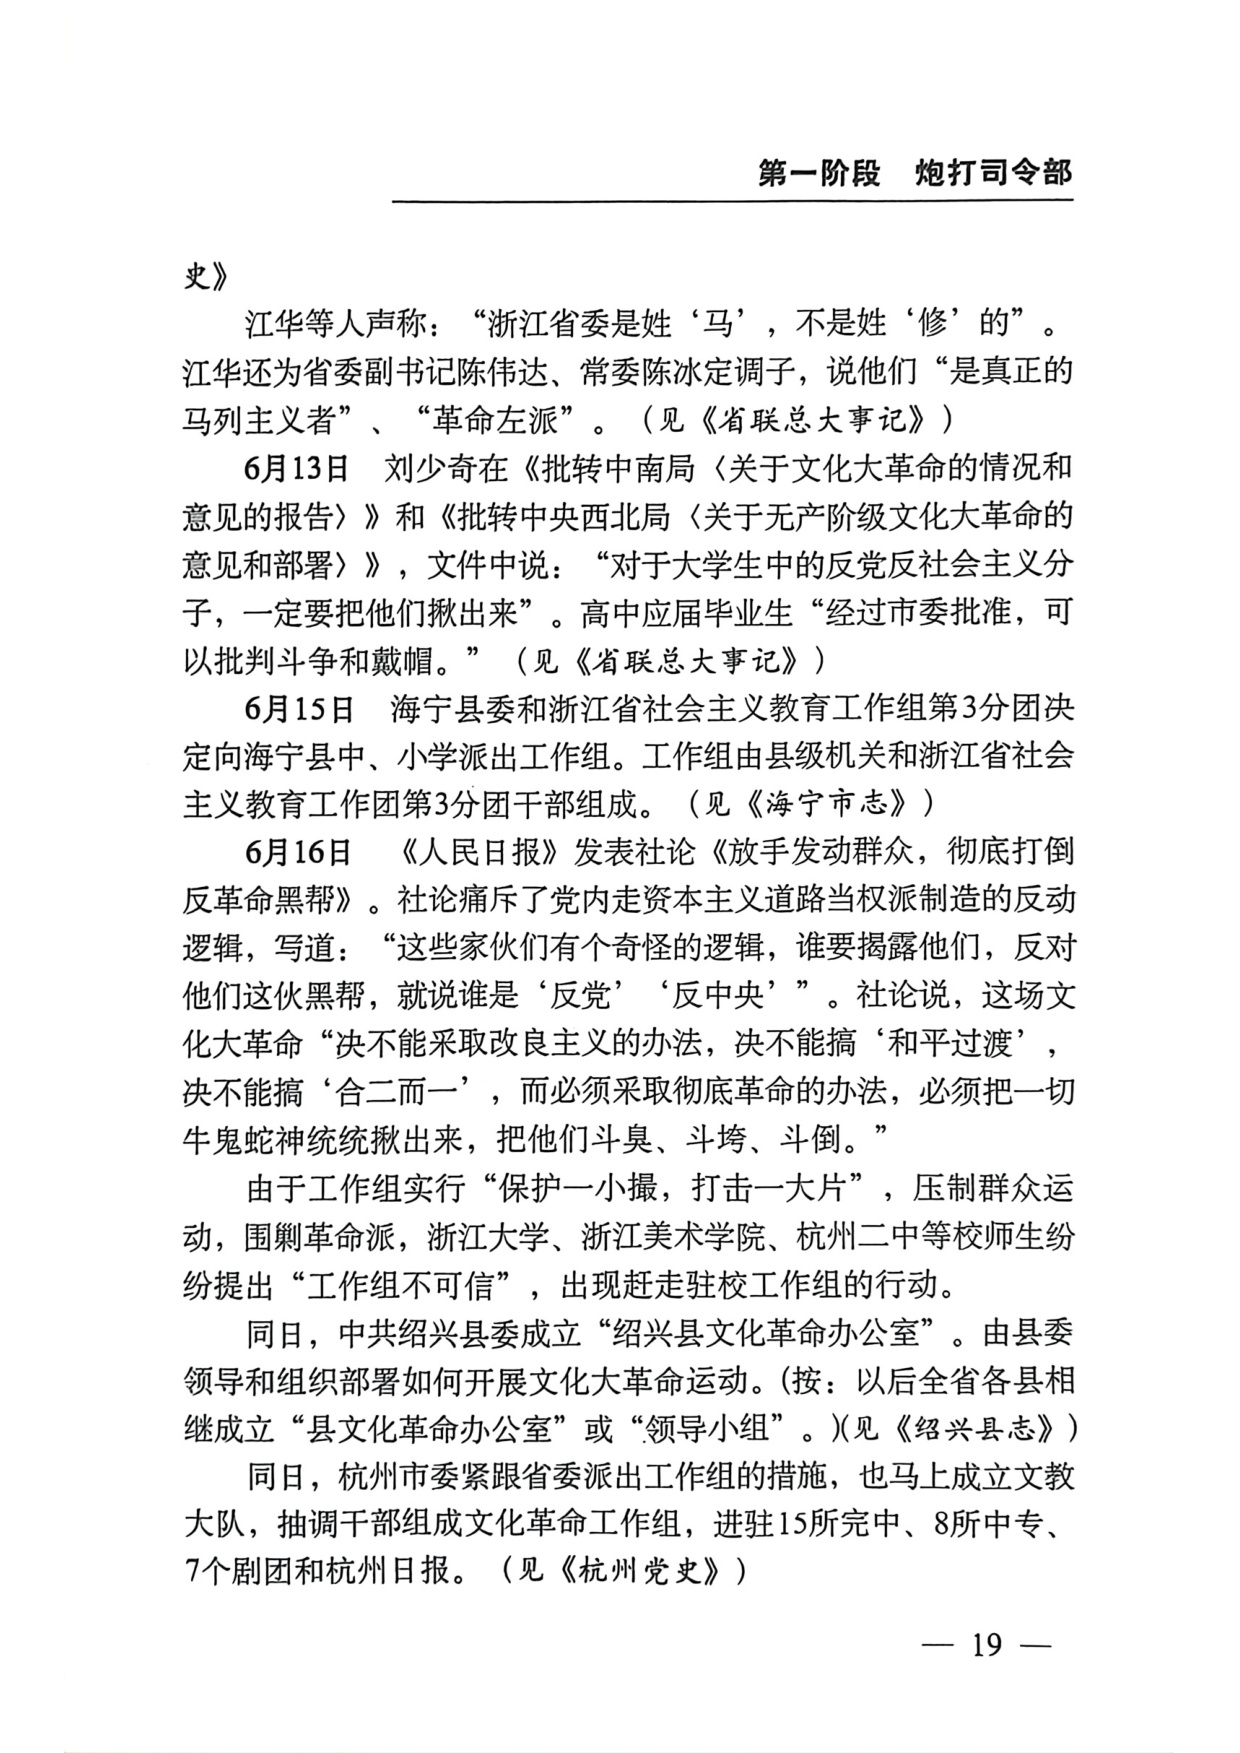 第一阶段　炮打司令部
史》
江华等人声称：“浙江省委是姓‘马’，不是姓‘修’的”。
江华还为省委副书记陈伟达、常委陈冰定调子，说他们“是真正的
马列主义者”、“革命左派”。（见《省联总大事记》）
6月13日　刘少奇在《批转中南局〈关于文化大革命的情况和
意见的报告〉》和《批转中央西北局〈关于无产阶级文化大革命的
意见和部署〉》，文件中说：“对于大学生中的反党反社会主义分
子，一定要把他们揪出来”。高中应届毕业生“经过市委批准，可
以批判斗争和戴帽。”（见《省联总大事记》）
6月15日　海宁县委和浙江省社会主义教育工作组第3分团决
定向海宁县中、小学派出工作组。工作组由县级机关和浙江省社会
主义教育工作团第3分团干部组成。（见《海宁市志》）
6月16日　《人民日报》发表社论《放手发动群众，彻底打倒
反革命黑帮》。社论痛斥了党内走资本主义道路当权派制造的反动
逻辑，写道：“这些家伙们有个奇怪的逻辑，谁要揭露他们，反对
他们这伙黑帮，就说谁是‘反党’‘反中央’”。社论说，这场文
化大革命“决不能采取改良主义的办法，决不能搞‘和平过渡’，
决不能搞‘合二而一’，而必须采取彻底革命的办法，必须把一切
牛鬼蛇神统统揪出来，把他们斗臭、斗垮、斗倒。”
由于工作组实行“保护一小撮，打击一大片”，压制群众运
动，围剿革命派，浙江大学、浙江美术学院、杭州二中等校师生纷
纷提出“工作组不可信”，出现赶走驻校工作组的行动。
同日，中共绍兴县委成立“绍兴县文化革命办公室”。由县委
领导和组织部署如何开展文化大革命运动。(按：以后全省各县相
继成立“县文化革命办公室”或“领导小组”。)(见《绍兴县志》)
同日，杭州市委紧跟省委派出工作组的措施，也马上成立文教
大队，抽调干部组成文化革命工作组，进驻15所完中、8所中专、
7个剧团和杭州日报。（见《杭州党史》）
— 19 —